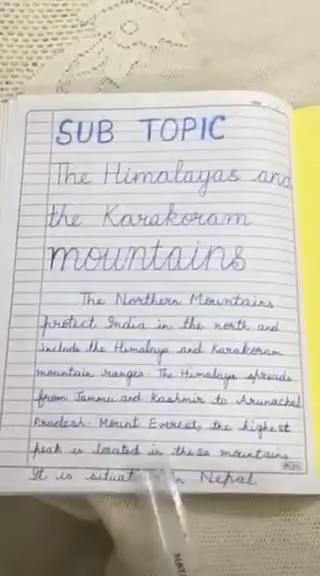 SUB TOPIC
The Himalayas and
the Karakoram
mountains
The Northern Mountains
protect India in the north and
include the Himalaya and Karakoram
mountain ranges. The Himalaya spreads
from Jammu and Kashmir to Arunachal
Pradesh. Mount Everest, the highest
peak is located in these mountains.
It is in Nepal